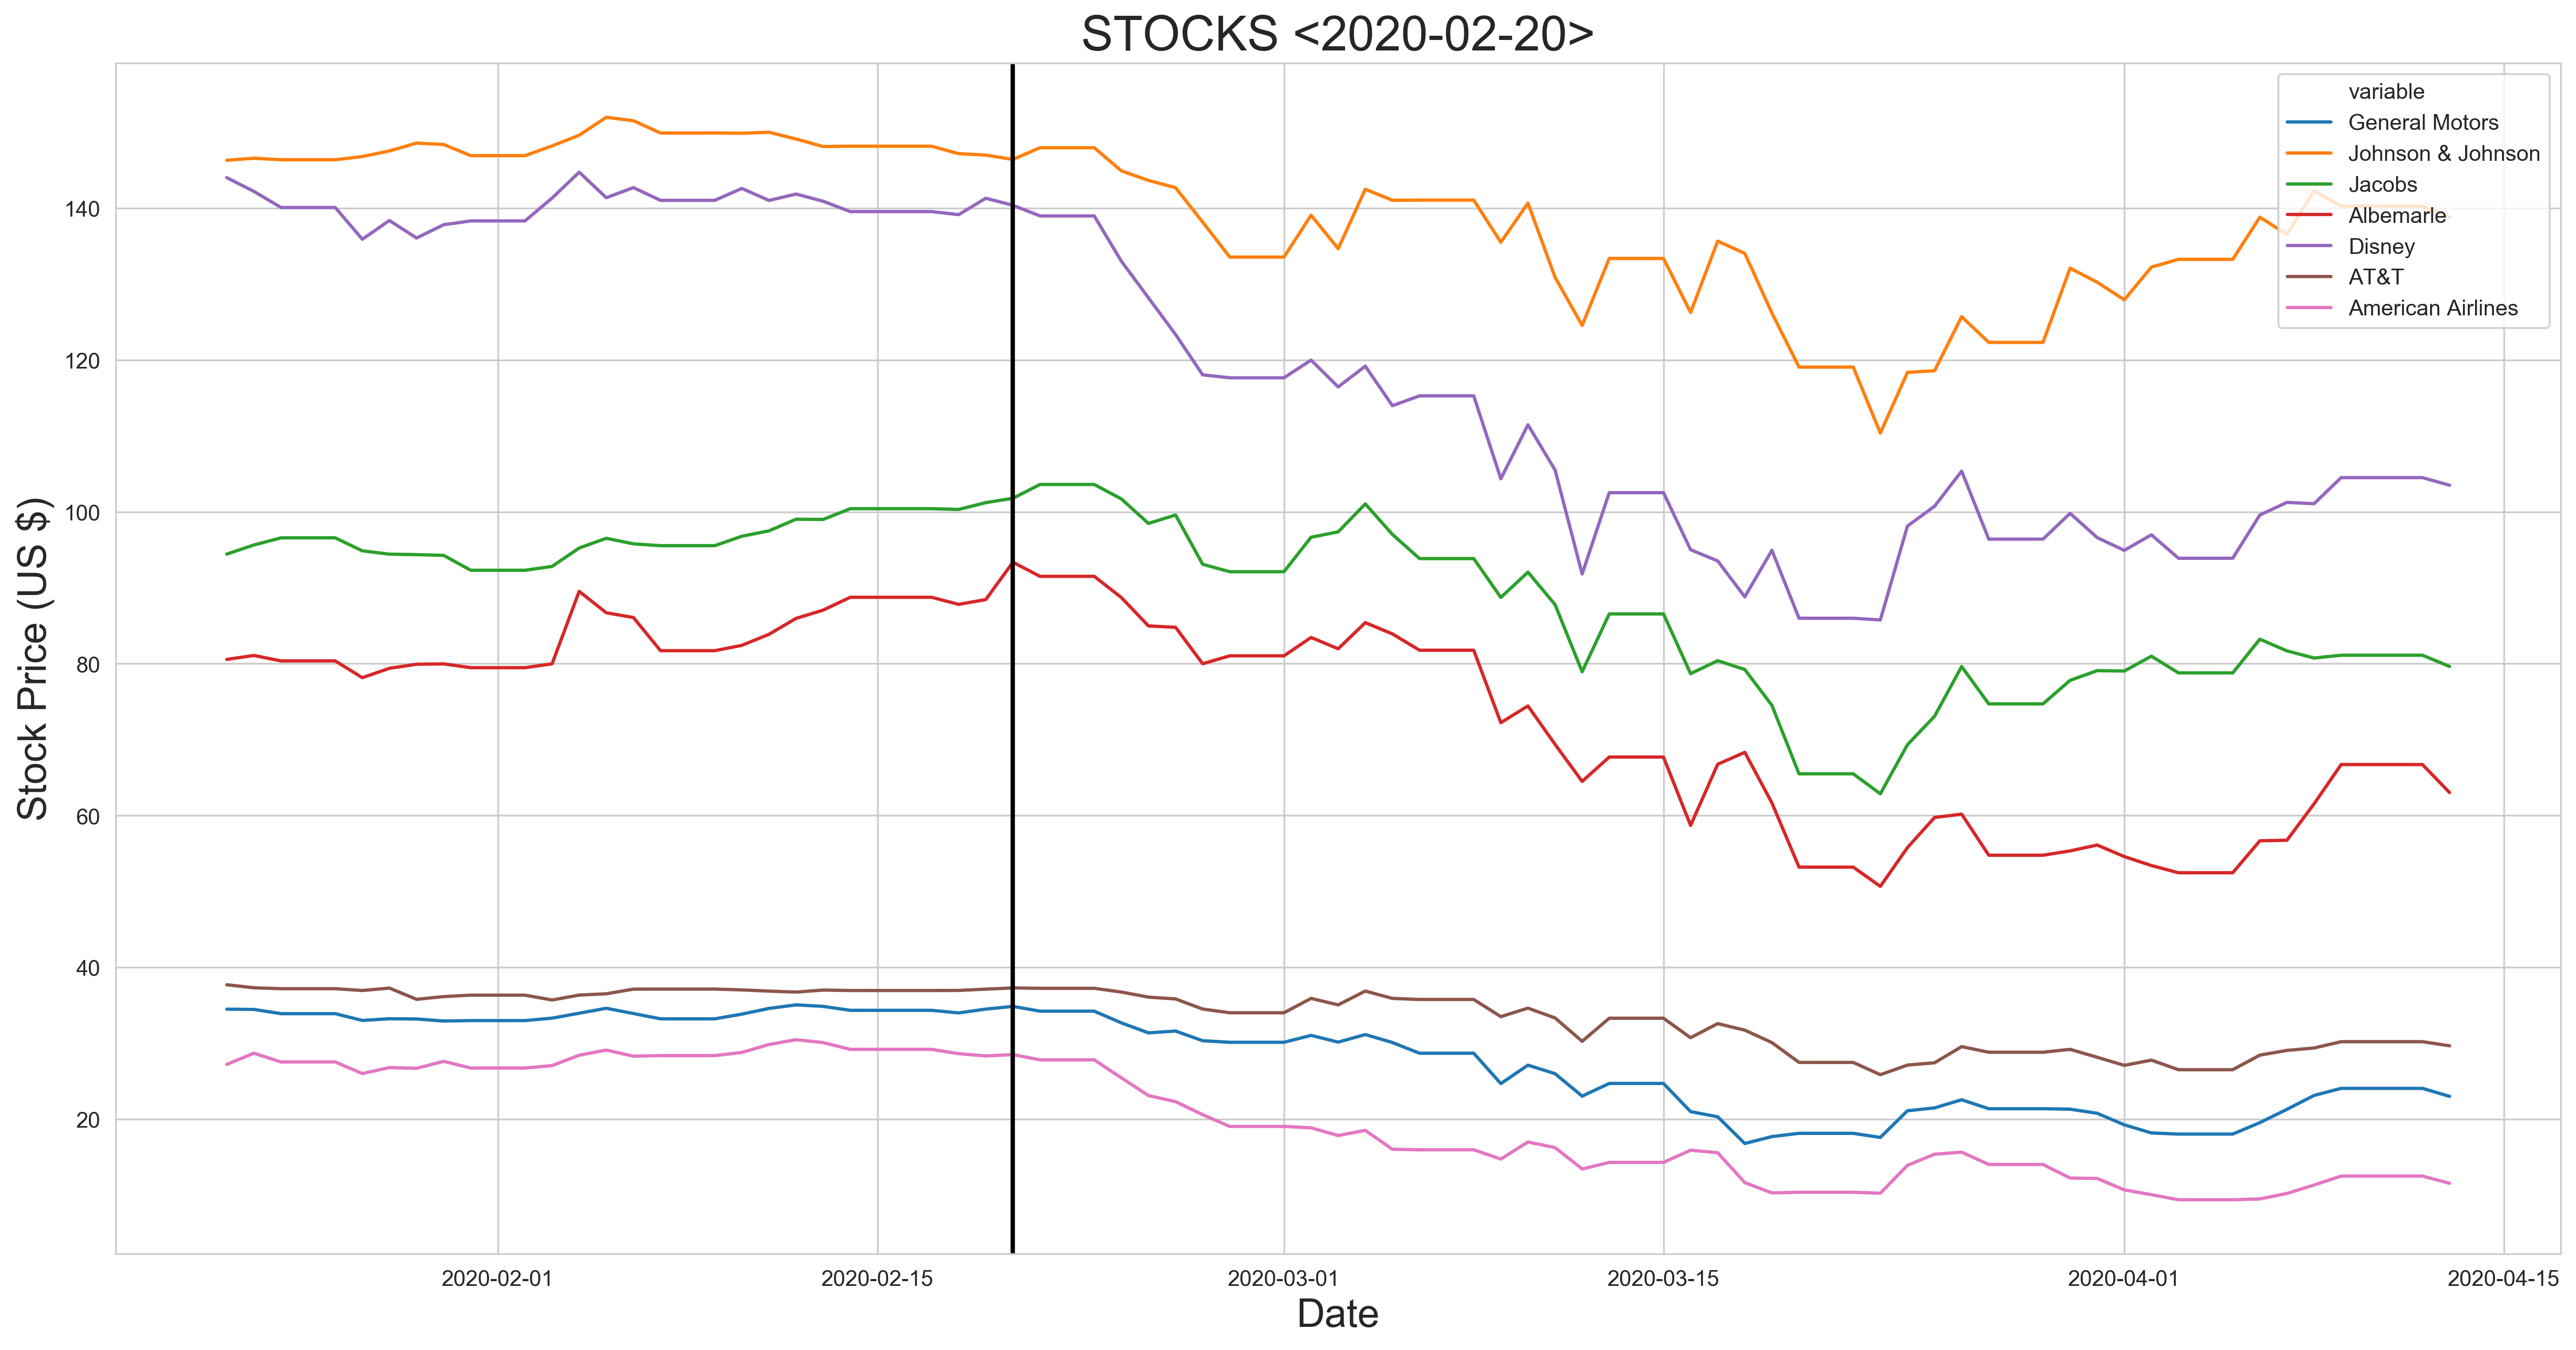 STOCKS <2020-02-20>
variable
General Motors
Johnson & Johnson
Jacobs
Albemarle
Disney
AT&T
American Airlines
Stock Price (US $)
140
120
100
80
60
40
20
2020-02-01
2020-02-15
2020-03-01
2020-03-15
2020-04-01
2020-04-15
Date